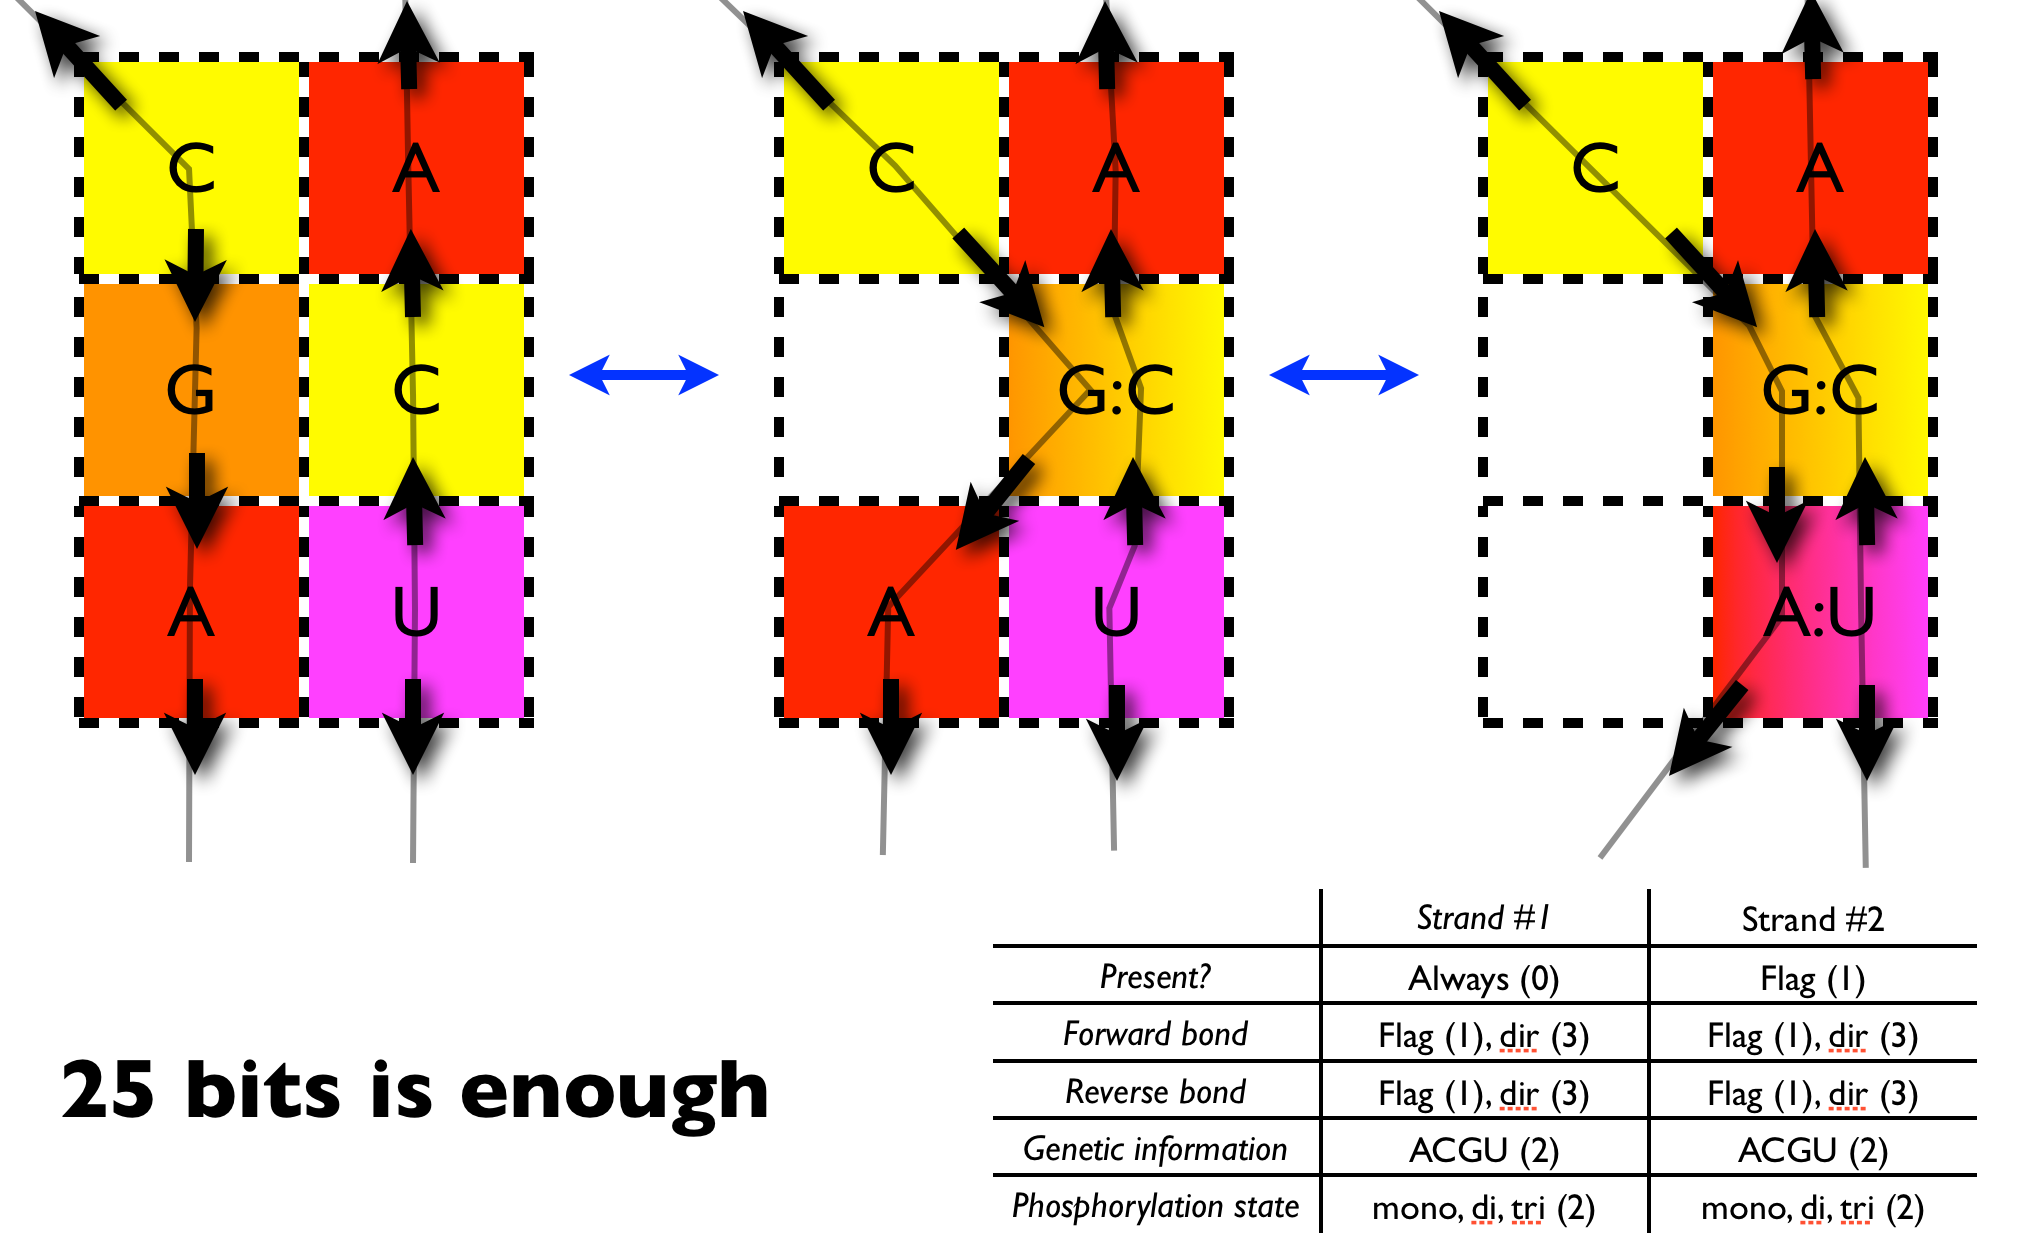 C A C A C A
G C G:C G:C
A U A U A:U
Strand #1 Strand #2
Present? Always (0) Flag (1)
Forward bond Flag (1), dir (3) Flag (1), dir (3)
25 bits is enough
Reverse bond Flag (1), dir (3) Flag (1), dir (3)
Genetic information ACGU (2) ACGU (2)
Phosphorylation state mono, di, tri (2) mono, di, tri (2)